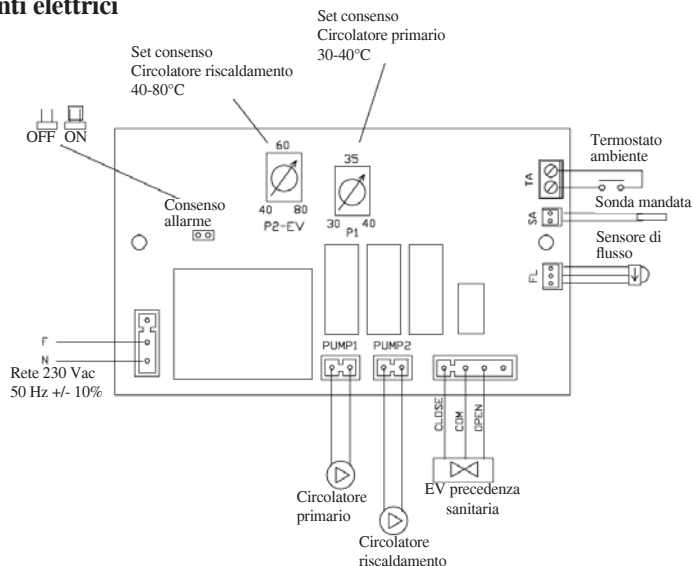 nti elettrici
Set consenso
Circolatore primario
30-40°C
Set consenso
Circolatore riscaldamento
40-80°C
OFF ON
60
40 80
P2-EV
35
30 40
P1
Consenso
allarme
TA
Termostato
ambiente
SA
Sonda mandata
FL
Sensore di
flusso
F
N
Rete 230 Vac
50 Hz +/- 10%
PUMP1 PUMP2
CLOSE
COM
OPEN
Circolatore
primario
EV precedenza
sanitaria
Circolatore
riscaldamento